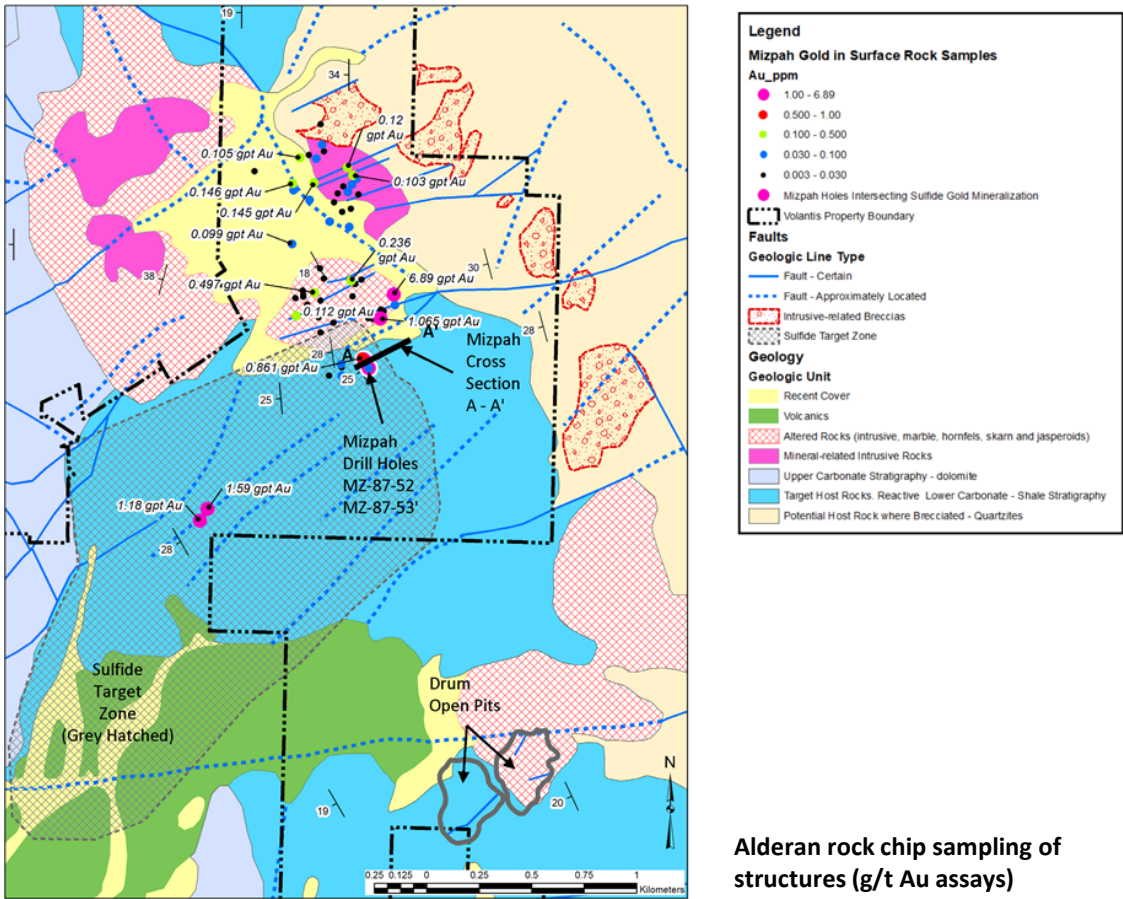 19
34
0.12
gpt Au
0.105 gpt Au
0.103 gpt Au
0.146 gpt Au
0.145 gpt Au
0.099 gpt Au
0.236
gpt Au
30
38
18
6.89 gpt Au
0.497 gpt Au
0.112 gpt Au
1.065 gpt Au
28
A'
28
A
0.861 gpt Au
25
25
Mizpah
Cross
Section
A - A'
Mizpah
Drill Holes
MZ-87-52
MZ-87-53'
1.59 gpt Au
1.18 gpt Au
28
Sulfide
Target
Zone
(Grey Hatched)
Drum
Open Pits
N
19
20
0.25 0.125 0 0.25 0.5 0.75 1
Kilometers
Legend
Mizpah Gold in Surface Rock Samples
Au_ppm
1.00 - 6.89
0.500 - 1.00
0.100 - 0.500
0.030 - 0.100
0.003 - 0.030
Mizpah Holes Intersecting Sulfide Gold Mineralization
Volantis Property Boundary
Faults
Geologic Line Type
Fault - Certain
Fault - Approximately Located
Intrusive-related Breccias
Sulfide Target Zone
Geology
Geologic Unit
Recent Cover
Volcanics
Altered Rocks (intrusive, marble, hornfels, skarn and jasperoids)
Mineral-related Intrusive Rocks
Upper Carbonate Stratigraphy - dolomite
Target Host Rocks. Reactive Lower Carbonate - Shale Stratigraphy
Potential Host Rock where Brecciated - Quartzites
Alderan rock chip sampling of
structures (g/t Au assays)